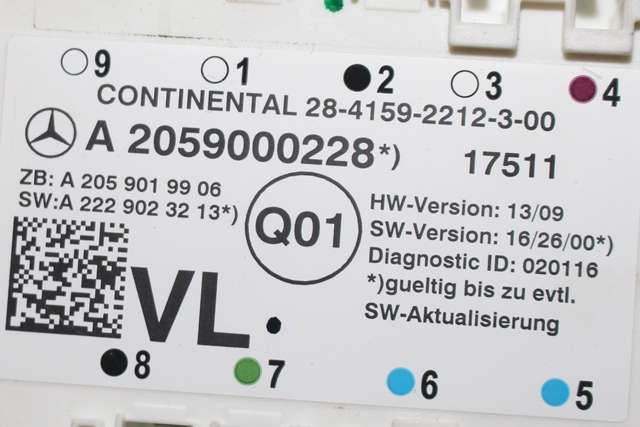 9 1 2 3 4
CONTINENTAL 28-4159-2212-3-00
A 2059000228*) 17511
ZB: A 205 901 99 06
SW:A 222 902 32 13*)
Q01
HW-Version: 13/09
SW-Version: 16/26/00*)
Diagnostic ID: 020116
*)gueltig bis zu evtl.
SW-Aktualisierung
VL.
8 7 6 5